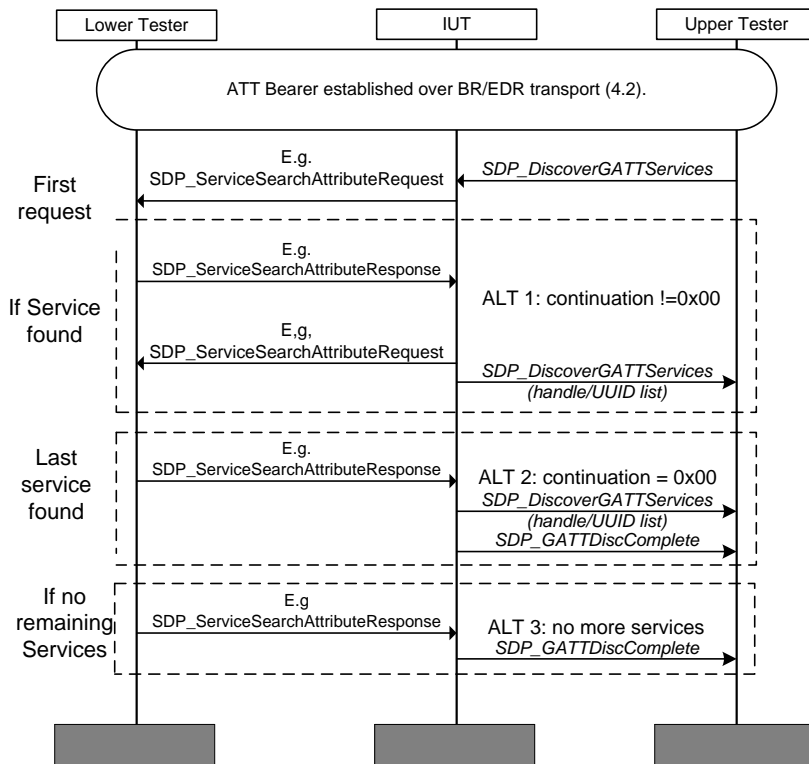 Lower Tester
IUT
Upper Tester
ATT Bearer established over BR/EDR transport (4.2).
First
request
E.g.
SDP_ServiceSearchAttributeRequest
SDP_DiscoverGATTServices
If Service
found
E.g.
SDP_ServiceSearchAttributeResponse
ALT 1: continuation !=0x00
E,g,
SDP_ServiceSearchAttributeRequest
SDP_DiscoverGATTServices
(handle/UUID list)
Last
service
found
E.g.
SDP_ServiceSearchAttributeResponse
ALT 2: continuation = 0x00
SDP_DiscoverGATTServices
(handle/UUID list)
SDP_GATTDiscComplete
If no
remaining
Services
E.g
SDP_ServiceSearchAttributeResponse
ALT 3: no more services
SDP_GATTDiscComplete